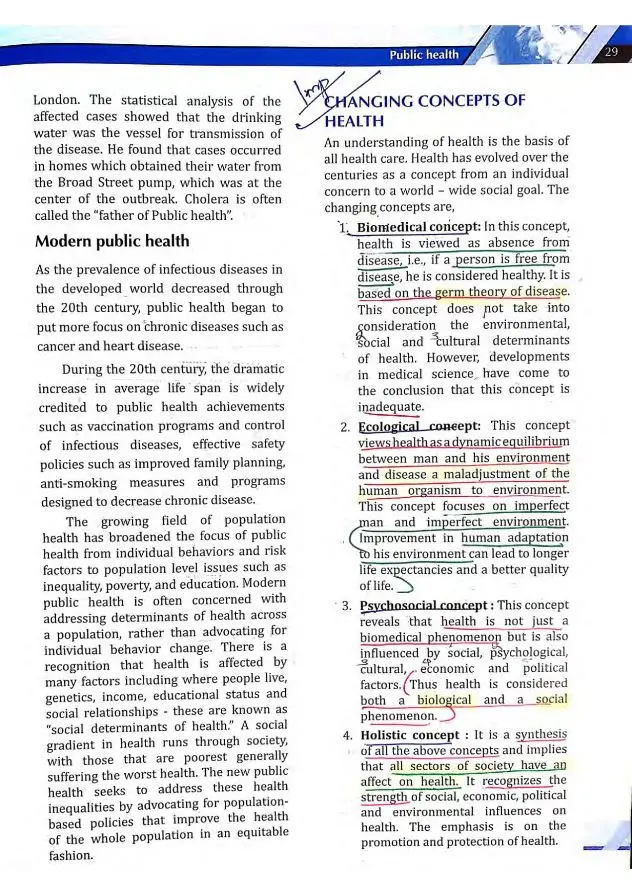 Public health
29
London. The statistical analysis of the
affected cases showed that the drinking
water was the vessel for transmission of
the disease. He found that cases occurred
in homes which obtained their water from
the Broad Street pump, which was at the
center of the outbreak. Cholera is often
called the “father of Public health”.
Modern public health
As the prevalence of infectious diseases in
the developed world decreased through
the 20th century, public health began to
put more focus on chronic diseases such as
cancer and heart disease.
During the 20th century, the dramatic
increase in average life span is widely
credited to public health achievements
such as vaccination programs and control
of infectious diseases, effective safety
policies such as improved family planning,
anti-smoking measures and programs
designed to decrease chronic disease.
The growing field of population
health has broadened the focus of public
health from individual behaviors and risk
factors to population level issues such as
inequality, poverty, and education. Modern
public health is often concerned with
addressing determinants of health across
a population, rather than advocating for
individual behavior change. There is a
recognition that health is affected by
many factors including where people live,
genetics, income, educational status and
social relationships - these are known as
“social determinants of health.” A social
gradient in health runs through society,
with those that are poorest generally
suffering the worst health. The new public
health seeks to address these health
inequalities by advocating for population-
based policies that improve the health
of the whole population in an equitable
fashion.
Imp
CHANGING CONCEPTS OF
HEALTH
An understanding of health is the basis of
all health care. Health has evolved over the
centuries as a concept from an individual
concern to a world – wide social goal. The
changing concepts are,
1. Biomedical concept: In this concept,
health is viewed as absence from
disease, i.e., if a person is free from
disease, he is considered healthy. It is
based on the germ theory of disease.
This concept does not take into
consideration the environmental,
social and cultural determinants
of health. However, developments
in medical science have come to
the conclusion that this concept is
inadequate.
2. Ecological concept: This concept
views health as a dynamic equilibrium
between man and his environment
and disease a maladjustment of the
human organism to environment.
This concept focuses on imperfect
man and imperfect environment.
Improvement in human adaptation
to his environment can lead to longer
life expectancies and a better quality
of life.
3. Psychosocial concept : This concept
reveals that health is not just a
biomedical phenomenon but is also
influenced by social, psychological,
cultural, economic and political
factors. Thus health is considered
both a biological and a social
phenomenon.
4. Holistic concept : It is a synthesis
of all the above concepts and implies
that all sectors of society have an
affect on health. It recognizes the
strength of social, economic, political
and environmental influences on
health. The emphasis is on the
promotion and protection of health.